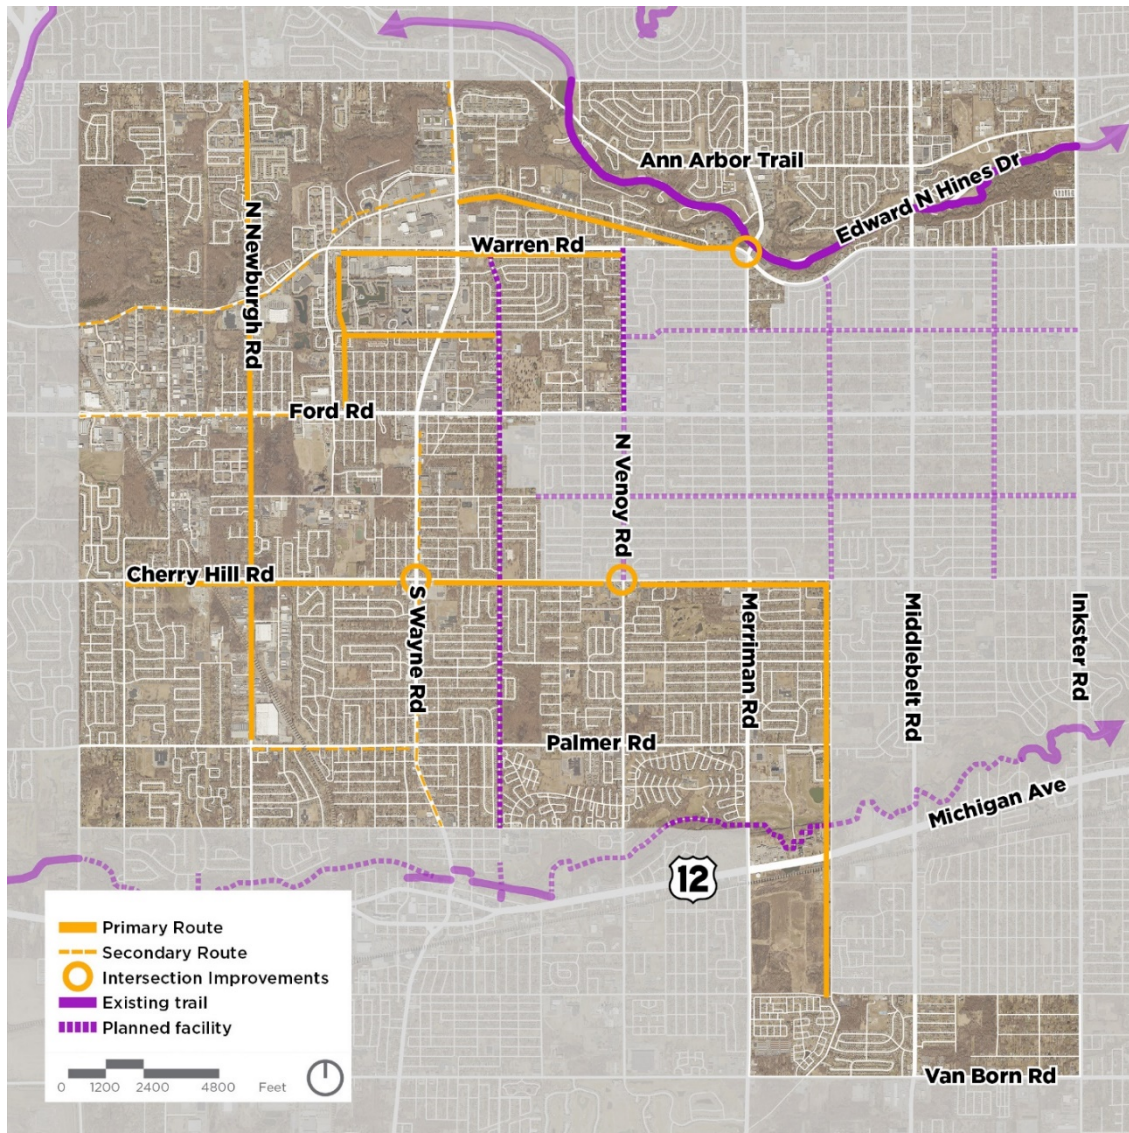 Ann Arbor Trail
Edward N Hines Dr
N Newburgh Rd
Warren Rd
Ford Rd
N Venoy Rd
Cherry Hill Rd
S Wayne Rd
Merriman Rd
Middlebelt Rd
Inkster Rd
Palmer Rd
Michigan Ave
12
Primary Route
Secondary Route
Intersection Improvements
Existing trail
Planned facility
0 1200 2400 4800 Feet
Van Born Rd